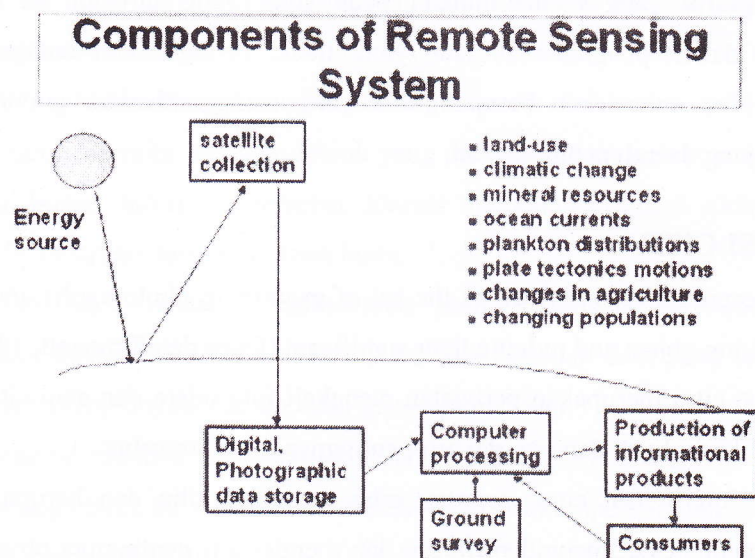 Components of Remote Sensing
System
satellite
collection
Energy
source
▪ land-use
▪ climatic change
▪ mineral resources
▪ ocean currents
▪ plankton distributions
▪ plate tectonics motions
▪ changes in agriculture
▪ changing populations
Digital,
Photographic
data storage
Computer
processing
Production of
informational
products
Ground
survey
Consumers